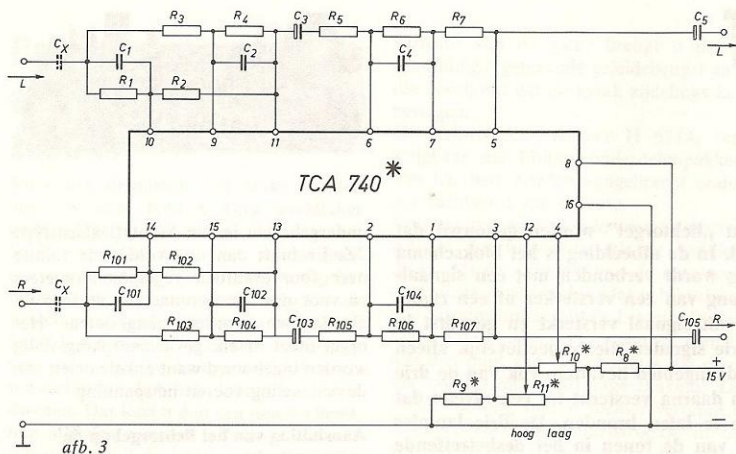 R3 R4 C3 R5 R6 R7 C5
CX C1 C2 C4
L R1 R2 L
10 9 11 6 7 5
TCA 740 *
8
16
14 15 13 2 1 3 12 4
R101 R102
R CX C101 C102 C104 C105 R
R103 R104 C103 R105 R106 R107
R10* R8*
R9* R11* 15V
+
hoog laag
−
afb. 3